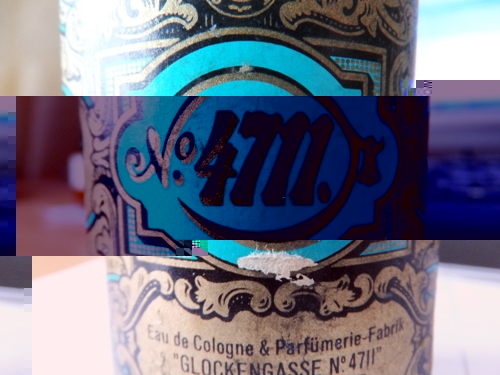 No. 4711.
Eau de Cologne & Parfümerie-Fabrik
"GLOCKENGASSE No. 4711"